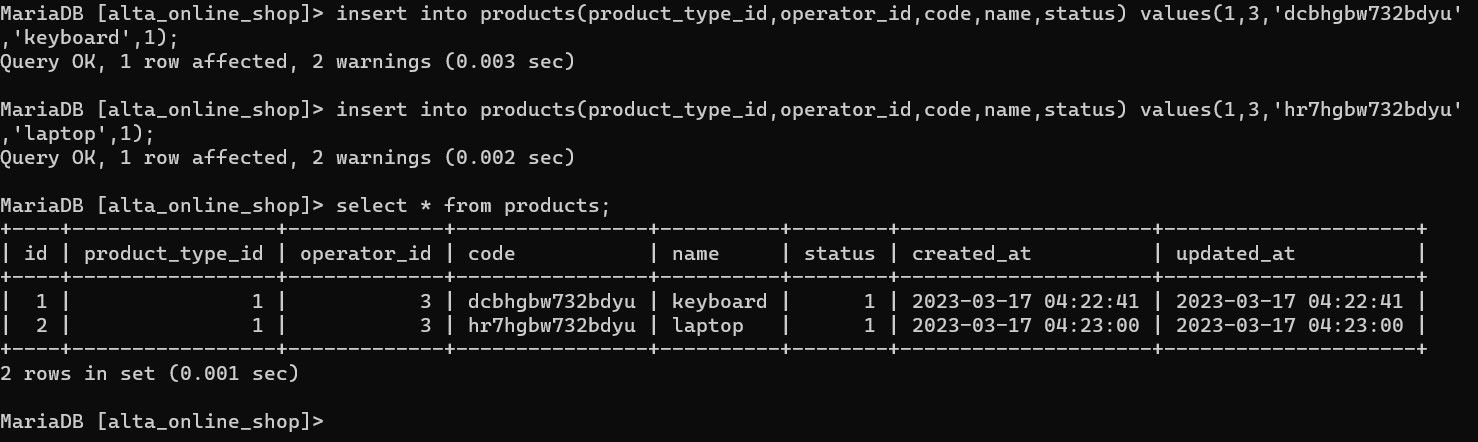 MariaDB [alta_online_shop]> insert into products(product_type_id,operator_id,code,name,status) values(1,3,'dcbhgbw732bdyu'
,'keyboard',1);
Query OK, 1 row affected, 2 warnings (0.003 sec)

MariaDB [alta_online_shop]> insert into products(product_type_id,operator_id,code,name,status) values(1,3,'hr7hgbw732bdyu'
,'laptop',1);
Query OK, 1 row affected, 2 warnings (0.002 sec)

MariaDB [alta_online_shop]> select * from products;
+----+-----------------+-------------+----------------+----------+--------+---------------------+---------------------+
| id | product_type_id | operator_id | code           | name     | status | created_at          | updated_at          |
+----+-----------------+-------------+----------------+----------+--------+---------------------+---------------------+
|  1 |               1 |           3 | dcbhgbw732bdyu | keyboard |      1 | 2023-03-17 04:22:41 | 2023-03-17 04:22:41 |
|  2 |               1 |           3 | hr7hgbw732bdyu | laptop   |      1 | 2023-03-17 04:23:00 | 2023-03-17 04:23:00 |
+----+-----------------+-------------+----------------+----------+--------+---------------------+---------------------+
2 rows in set (0.001 sec)

MariaDB [alta_online_shop]>